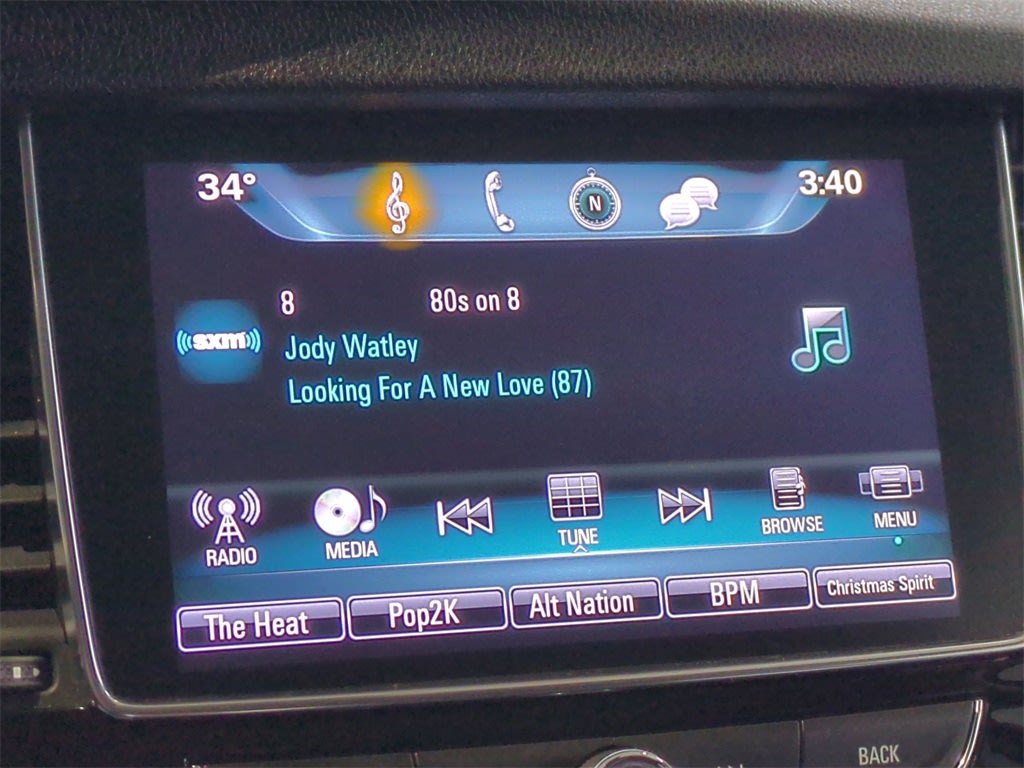 34° 3:40
N
8 80s on 8
sxm
Jody Watley
Looking For A New Love (87)
RADIO MEDIA TUNE BROWSE MENU
The Heat Pop2K Alt Nation BPM Christmas Spirit
BACK